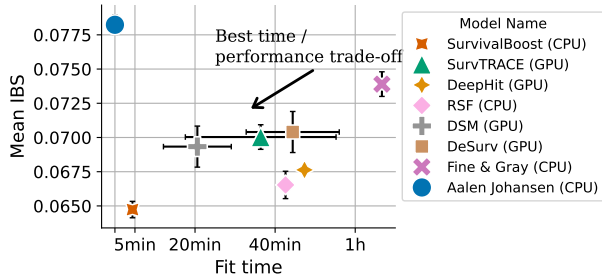 Mean IBS
0.0775
0.0750
0.0725
0.0700
0.0675
0.0650
Best time /
performance trade-off
5min 20min 40min 1h
Fit time
Model Name
SurvivalBoost (CPU)
SurvTRACE (GPU)
DeepHit (GPU)
RSF (CPU)
DSM (GPU)
DeSurv (GPU)
Fine & Gray (CPU)
Aalen Johansen (CPU)